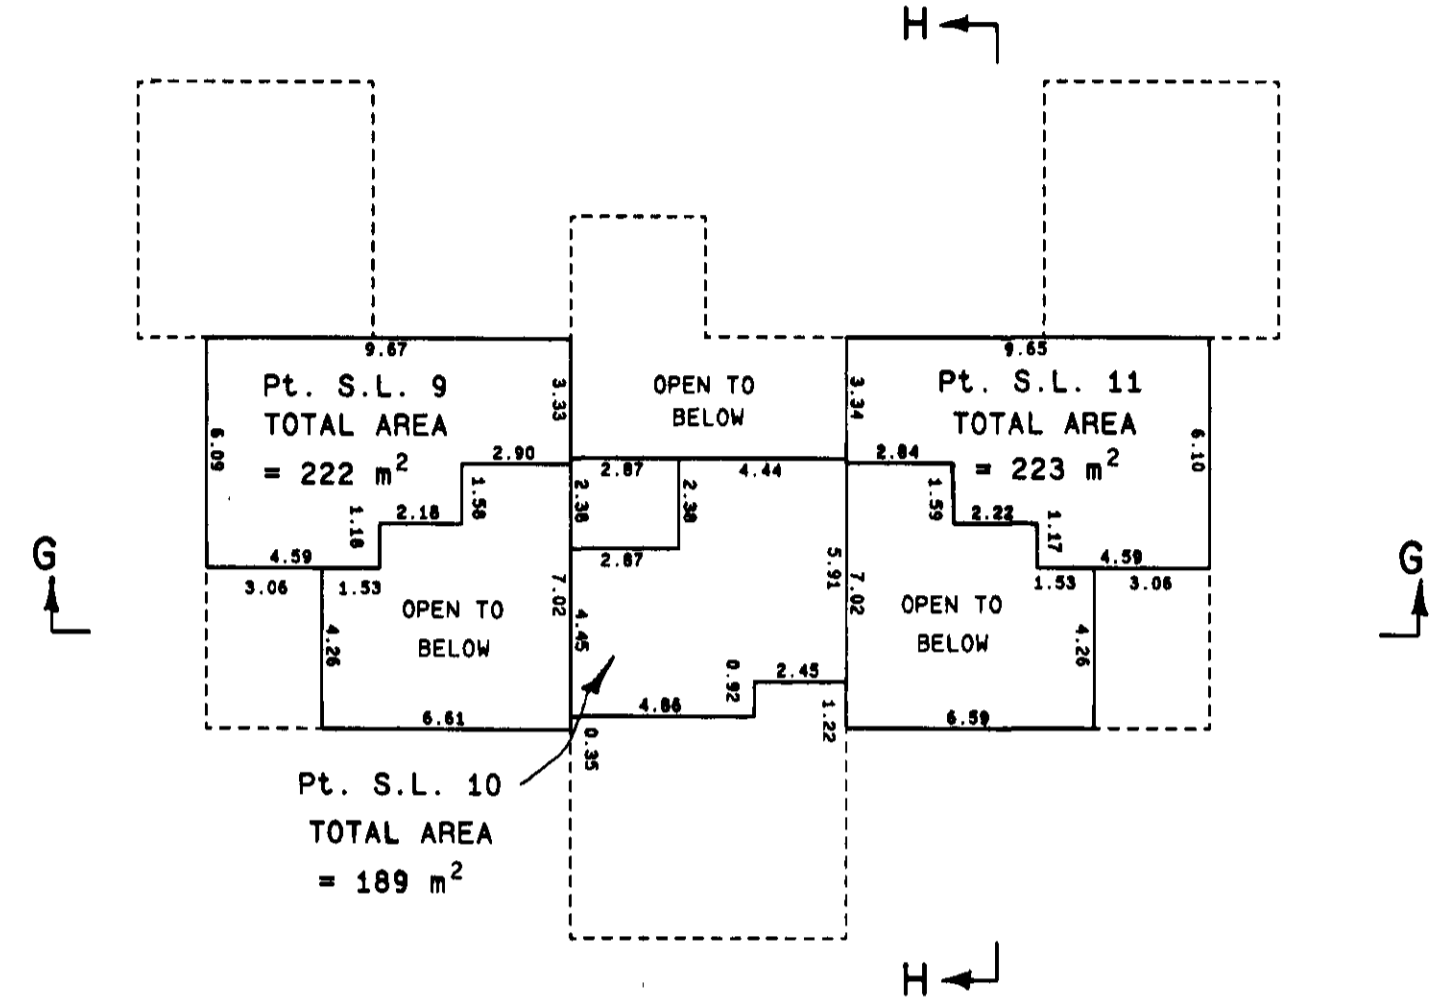 H
9.67
9.65
Pt. S.L. 9
TOTAL AREA
= 222 m²
3.33
OPEN TO
BELOW
3.34
Pt. S.L. 11
TOTAL AREA
= 223 m²
6.09
6.10
2.90
2.87
4.44
2.84
1.58
2.38
2.38
1.59
1.18
2.18
2.22
1.17
4.59
2.87
4.59
G
G
3.06
1.53
7.02
5.91
7.02
1.53
3.06
OPEN TO
BELOW
4.26
4.45
OPEN TO
BELOW
4.26
0.92
2.45
6.61
4.86
1.22
6.59
0.35
Pt. S.L. 10
TOTAL AREA
= 189 m²
H